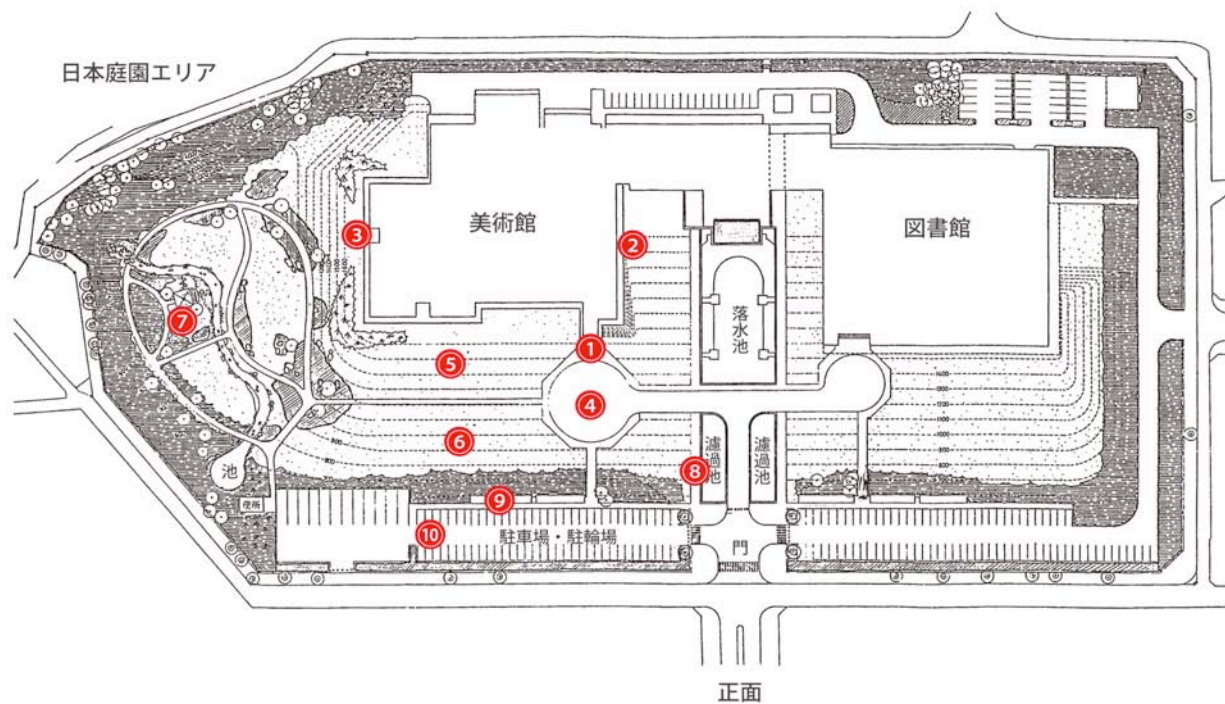 日本庭園エリア
美術館
図書館
③
②
落水池
⑦
①
⑤
④
⑥
池
濾過池
濾過池
⑧
便所
⑨
⑩
駐車場・駐輪場
門
正面